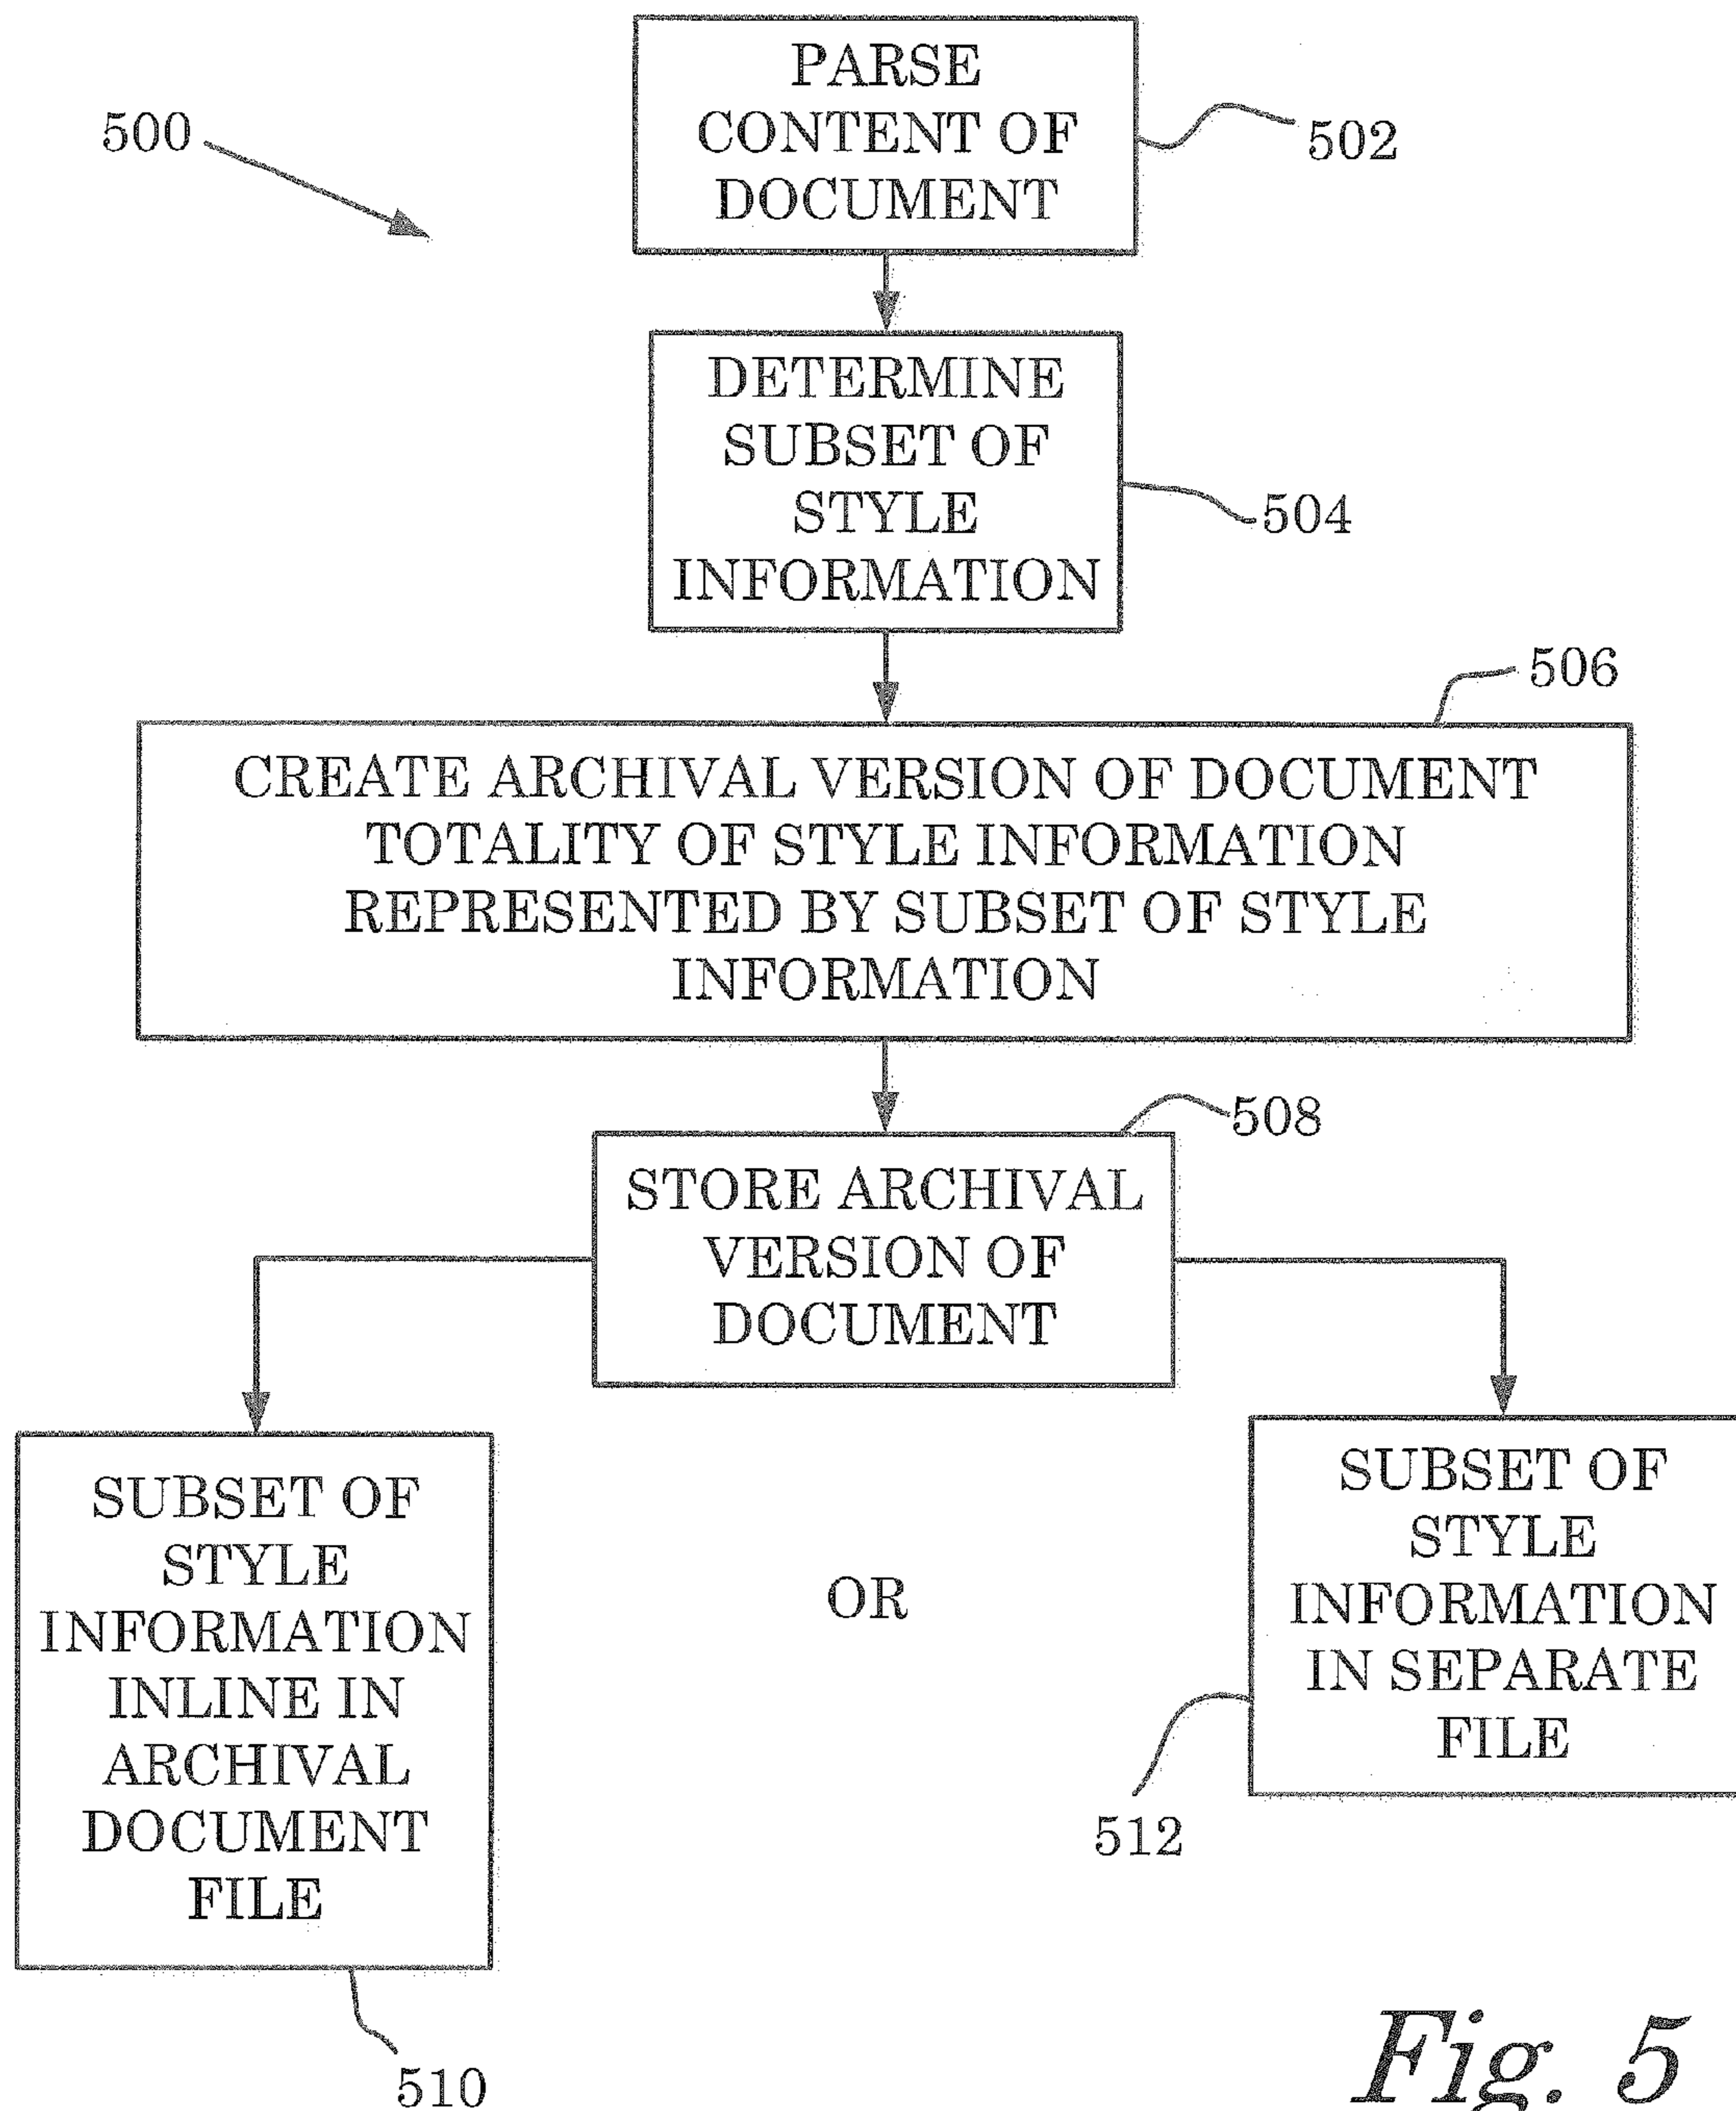 500
PARSE
CONTENT OF
DOCUMENT
502
DETERMINE
SUBSET OF
STYLE
INFORMATION
504
506
CREATE ARCHIVAL VERSION OF DOCUMENT
TOTALITY OF STYLE INFORMATION
REPRESENTED BY SUBSET OF STYLE
INFORMATION
508
STORE ARCHIVAL
VERSION OF
DOCUMENT
SUBSET OF
STYLE
INFORMATION
INLINE IN
ARCHIVAL
DOCUMENT
FILE
510
OR
SUBSET OF
STYLE
INFORMATION
IN SEPARATE
FILE
512
Fig. 5